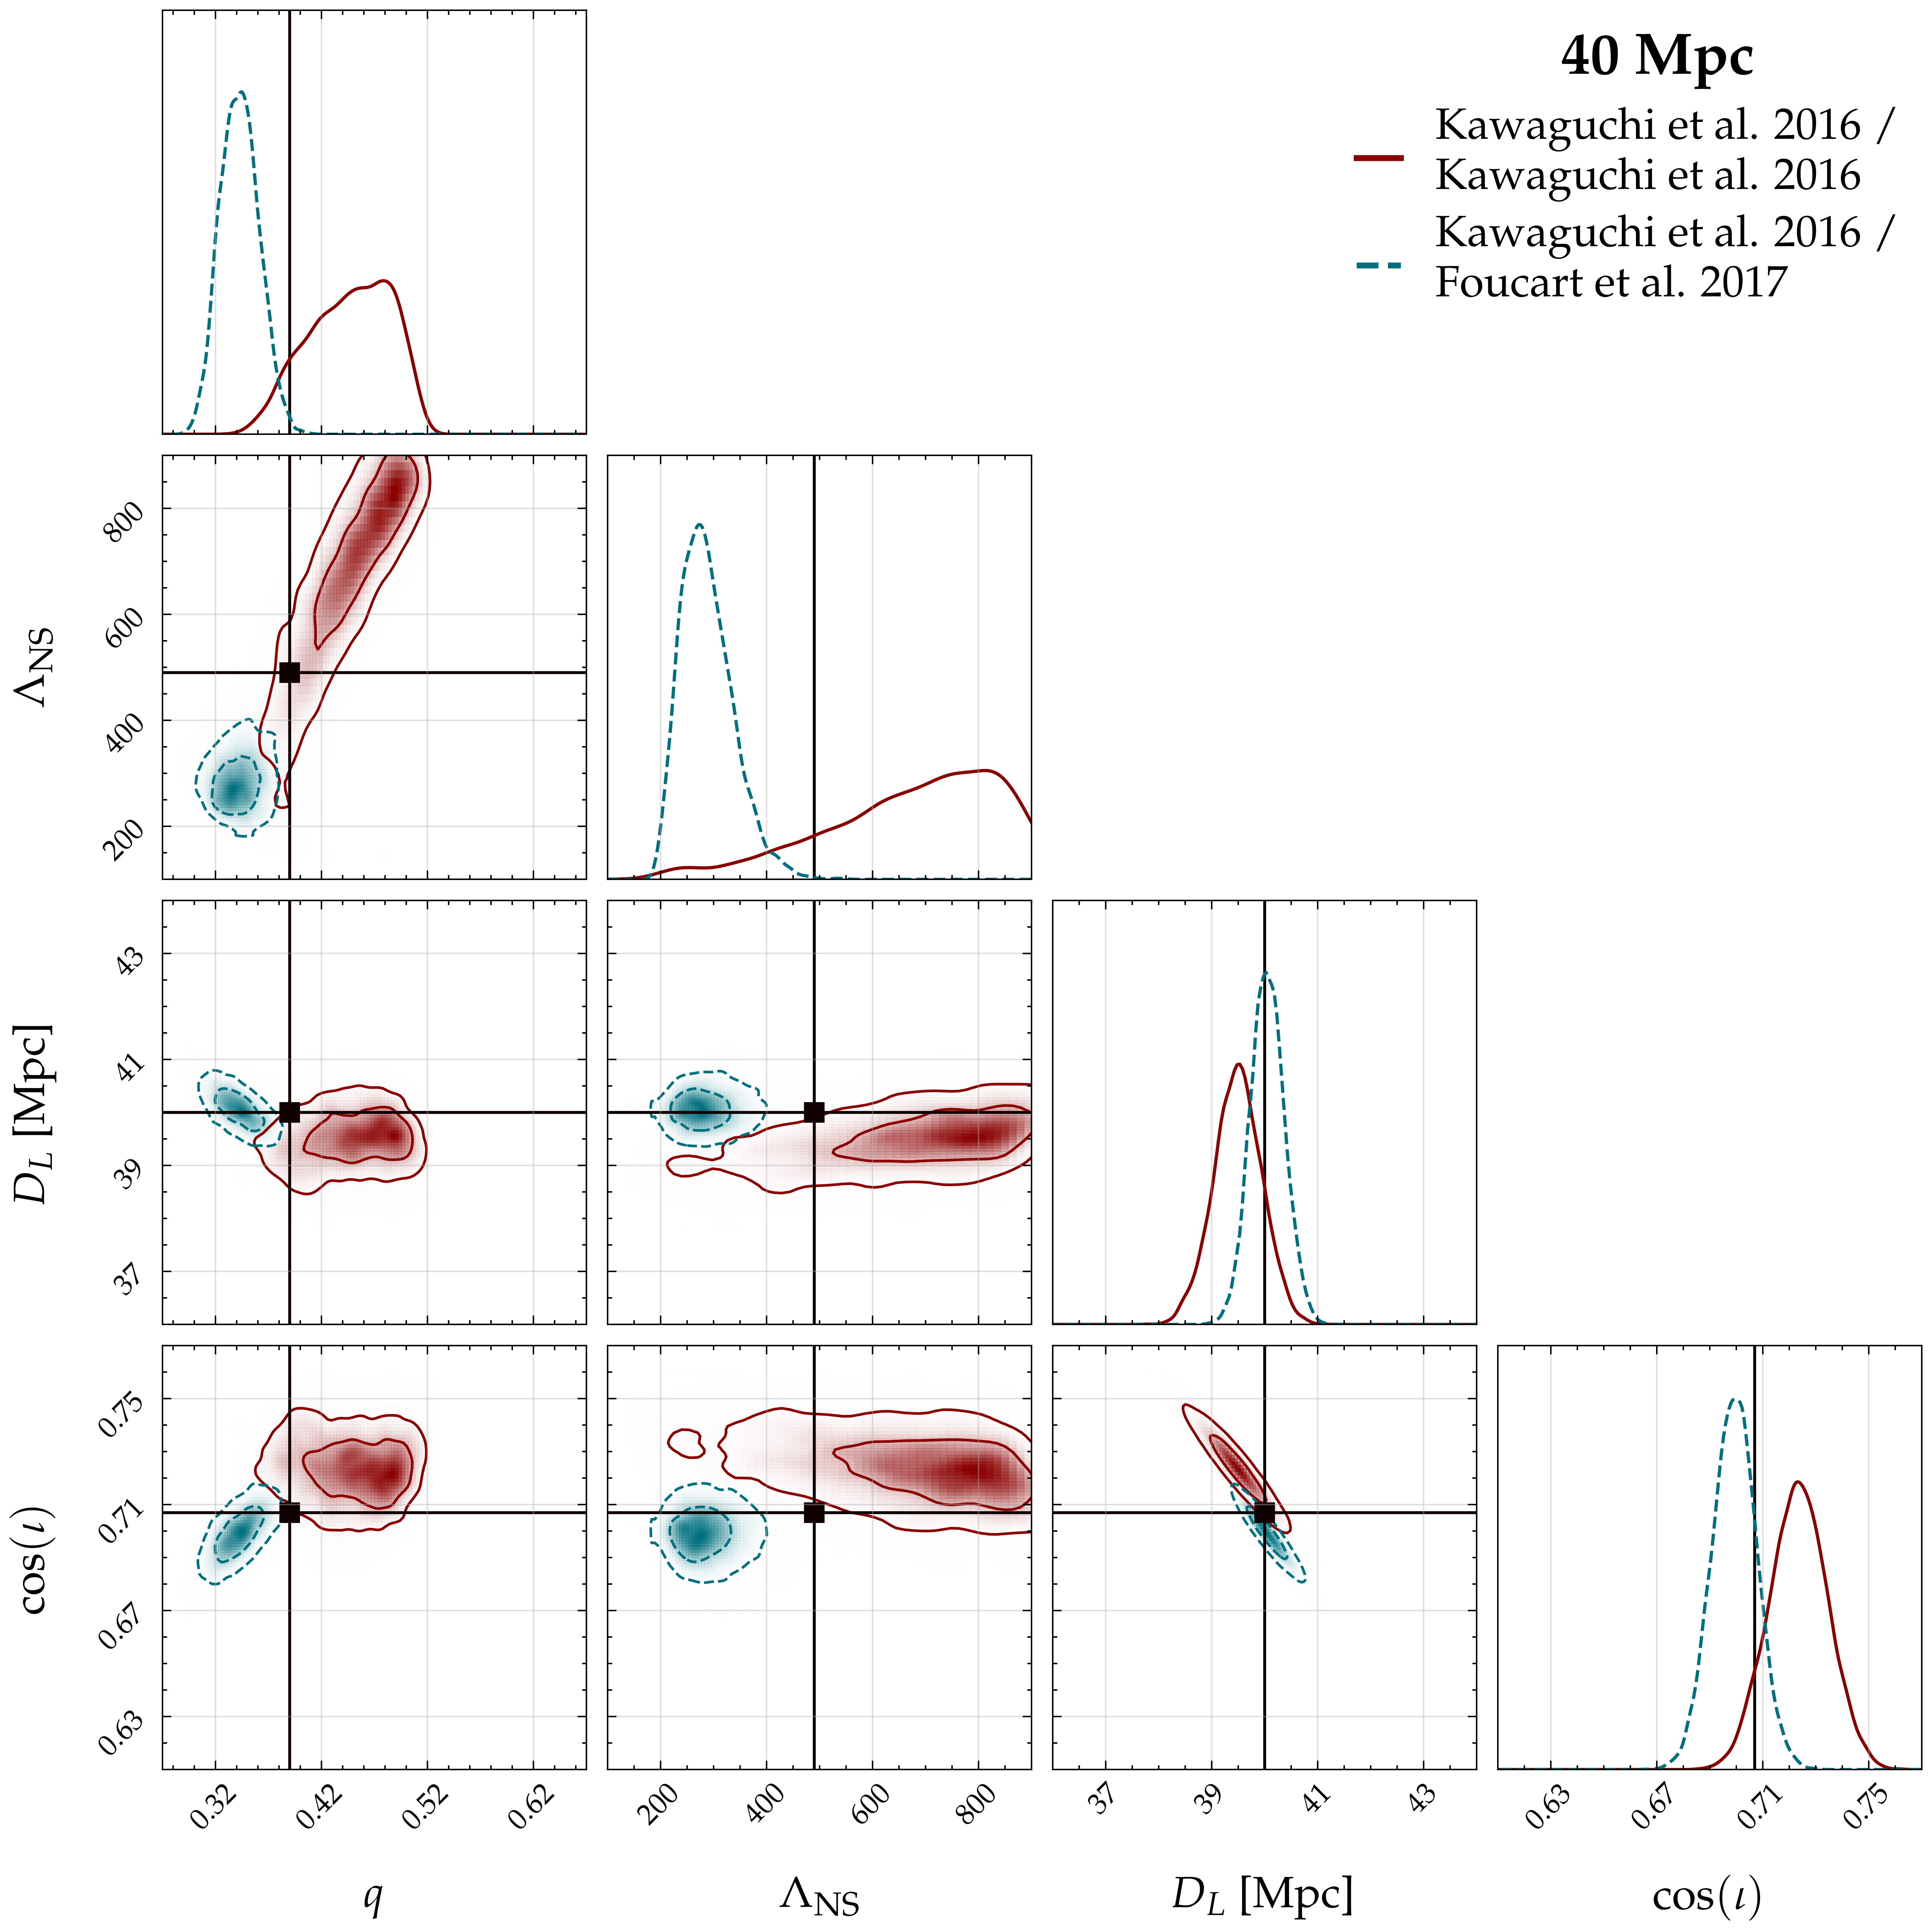 40 Mpc
Kawaguchi et al. 2016 /
Kawaguchi et al. 2016
Kawaguchi et al. 2016 /
Foucart et al. 2017
Λ_NS
800
600
400
200
D_L [Mpc]
43
41
39
37
cos(ι)
0.75
0.71
0.67
0.63
0.32 0.42 0.52 0.62
200 400 600 800
37 39 41 43
0.63 0.67 0.71 0.75
q
Λ_NS
D_L [Mpc]
cos(ι)